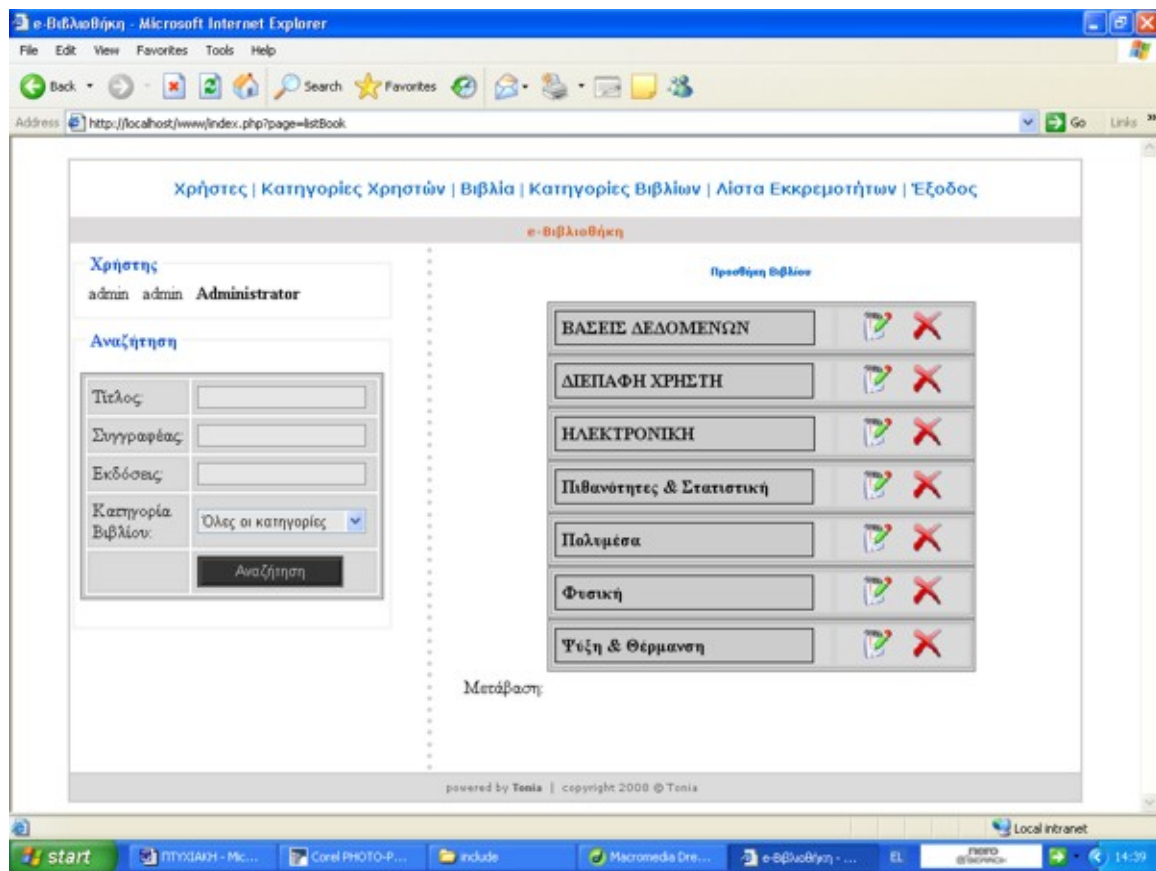 e-Βιβλιοθήκη - Microsoft Internet Explorer
File Edit View Favorites Tools Help
Back Search Favorites
Address http://localhost/www/index.php?page=listBook Go Links »
Χρήστες | Κατηγορίες Χρηστών | Βιβλία | Κατηγορίες Βιβλίων | Λίστα Εκκρεμοτήτων | Έξοδος
e-Βιβλιοθήκη
Χρήστης
admin admin Administrator
Αναζήτηση
Τίτλος:
Συγγραφέας:
Εκδόσεις:
Κατηγορία
Βιβλίου:
Όλες οι κατηγορίες
Αναζήτηση
Προσθήκη Βιβλίου
ΒΑΣΕΙΣ ΔΕΔΟΜΕΝΩΝ
ΔΙΕΠΑΦΗ ΧΡΗΣΤΗ
ΗΛΕΚΤΡΟΝΙΚΗ
Πιθανότητες & Στατιστική
Πολυμέσα
Φυσική
Ψύξη & Θέρμανση
Μετάβαση:
powered by Tonia | copyright 2008 @ Tonia
Local intranet
start ΠΤΥΧΙΑΚΗ - Mic... Corel PHOTO-P... include Macromedia Dre... e-Βιβλιοθήκη - ... EL nero 14:39